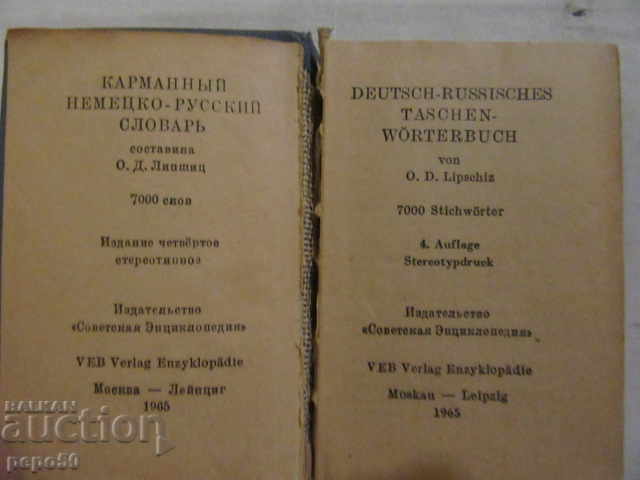 КАРМАННЫЙ
НЕМЕЦКО-РУССКИЙ
СЛОВАРЬ
составила
О. Д. Липшиц
7000 слов
Издание четвёртое
стереотипное
Издательство
«Советская Энциклопедия»
VEB Verlag Enzyklopädie
Москва — Лейпциг
1965
DEUTSCH-RUSSISCHES
TASCHEN-
WÖRTERBUCH
von
O. D. Lipschiz
7000 Stichwörter
4. Auflage
Stereotypdruck
Издательство
«Советская Энциклопедия»
VEB Verlag Enzyklopädie
Moskau — Leipzig
1965
BALKAN
auction
pepo50